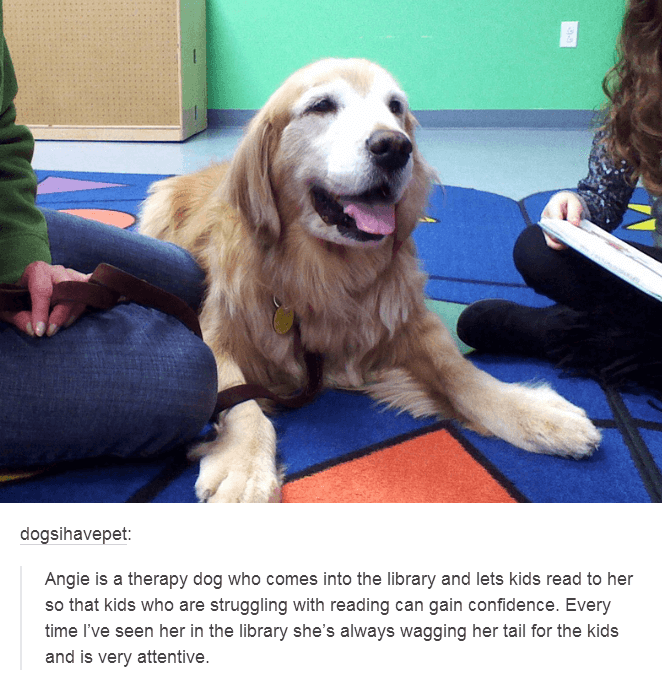 dogsihavepet:
Angie is a therapy dog who comes into the library and lets kids read to her
so that kids who are struggling with reading can gain confidence. Every
time I've seen her in the library she's always wagging her tail for the kids
and is very attentive.